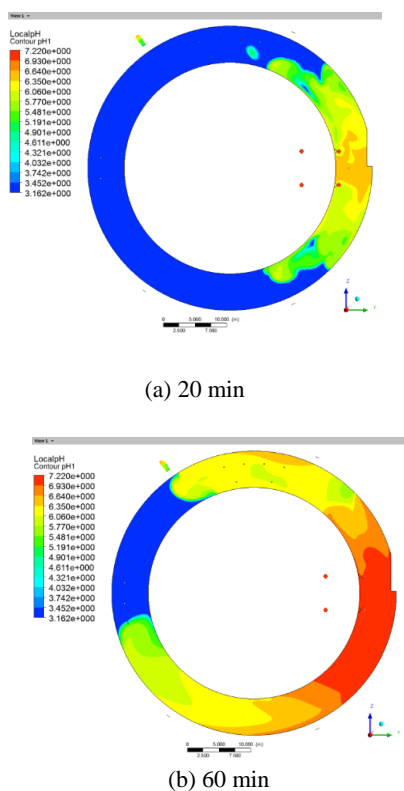 View 1
LocalpH
Contour pH1
7.220e+000
6.930e+000
6.640e+000
6.350e+000
6.060e+000
5.770e+000
5.481e+000
5.191e+000
4.901e+000
4.611e+000
4.321e+000
4.032e+000
3.742e+000
3.452e+000
3.162e+000
Z
Y
0 5.000 10.000 (m)
2.500 7.500
(a) 20 min
View 1
LocalpH
Contour pH1
7.220e+000
6.930e+000
6.640e+000
6.350e+000
6.060e+000
5.770e+000
5.481e+000
5.191e+000
4.901e+000
4.611e+000
4.321e+000
4.032e+000
3.742e+000
3.452e+000
3.162e+000
Z
Y
0 5.000 10.000 (m)
2.500 7.500
(b) 60 min